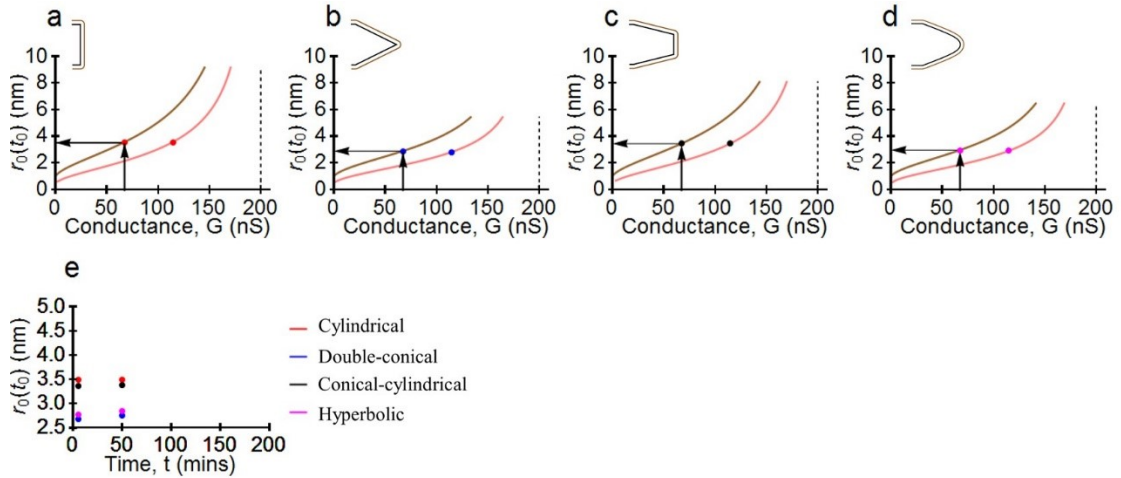 a
b
c
d
10
8
6
4
2
0
r0(t0) (nm)
0 50 100 150 200
Conductance, G (nS)
10
8
6
4
2
0
r0(t0) (nm)
0 50 100 150 200
Conductance, G (nS)
10
8
6
4
2
0
r0(t0) (nm)
0 50 100 150 200
Conductance, G (nS)
10
8
6
4
2
0
r0(t0) (nm)
0 50 100 150 200
Conductance, G (nS)
e
5.0
4.5
4.0
3.5
3.0
2.5
r0(t0) (nm)
0 50 100 150 200
Time, t (mins)
Cylindrical
Double-conical
Conical-cylindrical
Hyperbolic